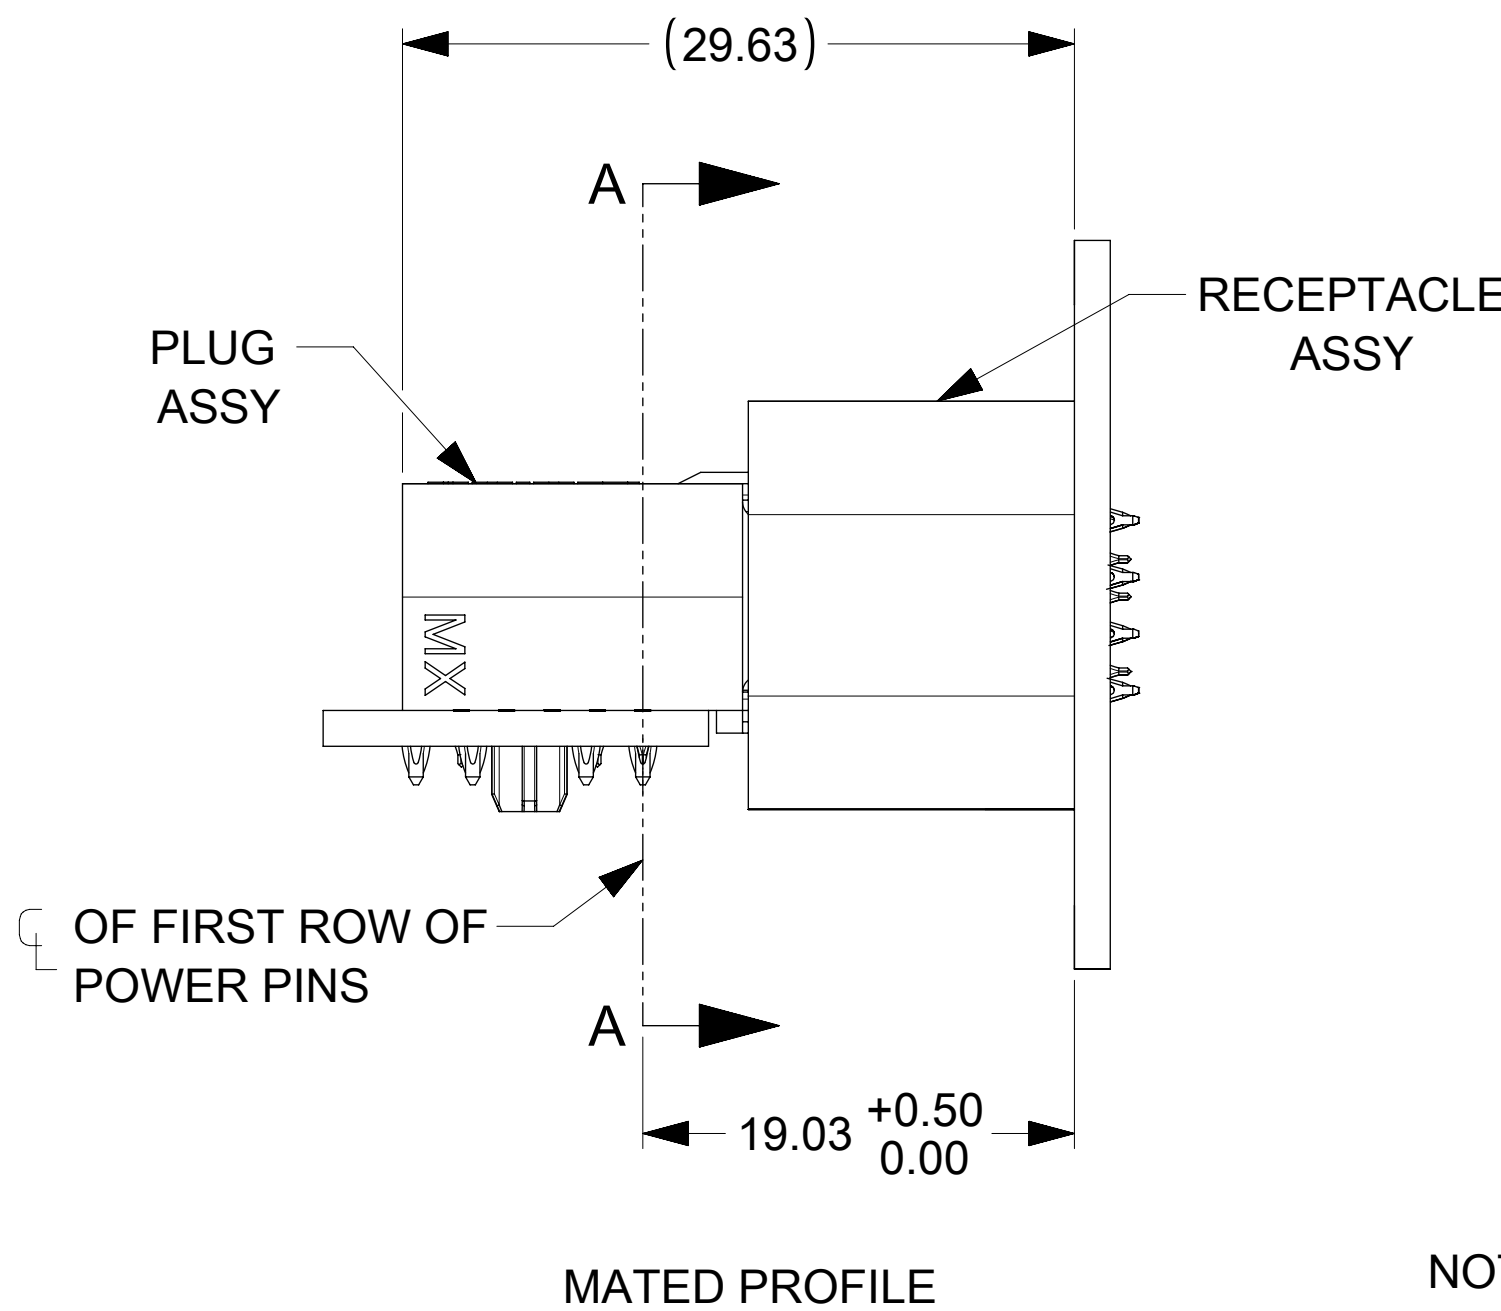 (29.63)
A
RECEPTACLE
ASSY
PLUG
ASSY
MX
℄ OF FIRST ROW OF
POWER PINS
A
19.03 +0.50
0.00
MATED PROFILE